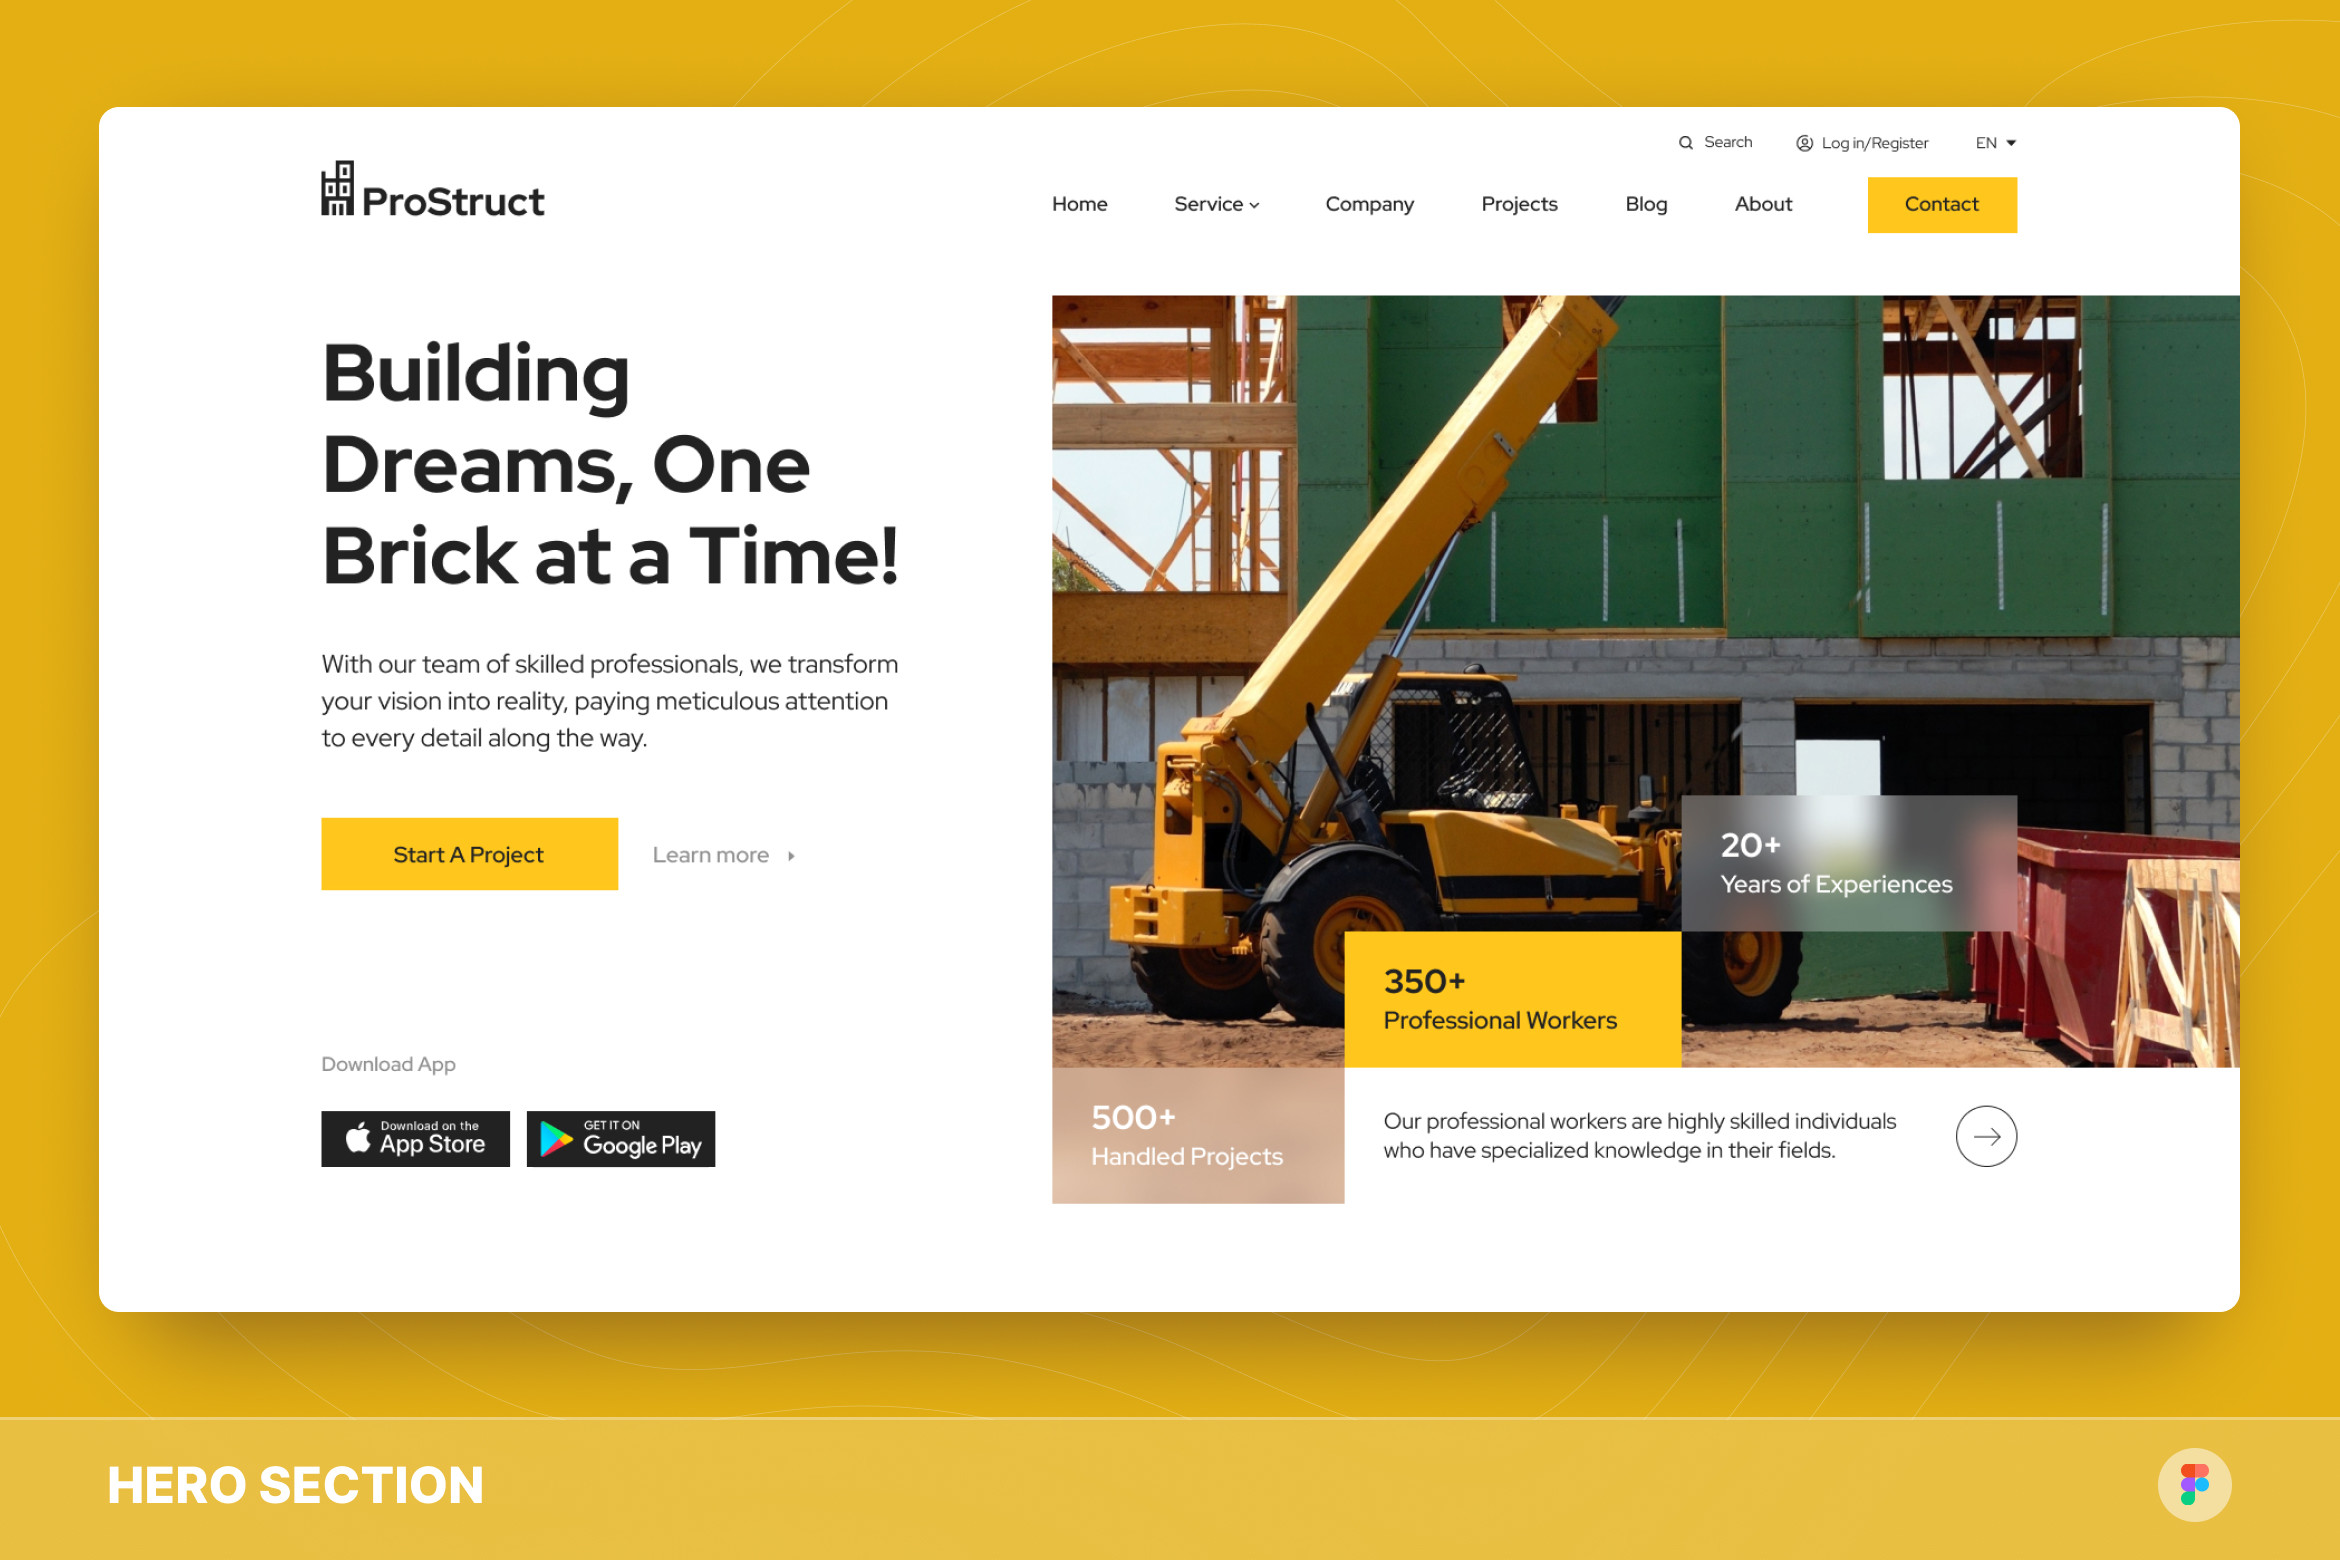 Search
Log in/Register
EN
ProStruct
Home
Service
Company
Projects
Blog
About
Contact
Building
Dreams, One
Brick at a Time!
With our team of skilled professionals, we transform
your vision into reality, paying meticulous attention
to every detail along the way.
Start A Project
Learn more
Download App
Download on the
App Store
GET IT ON
Google Play
20+
Years of Experiences
350+
Professional Workers
500+
Handled Projects
Our professional workers are highly skilled individuals
who have specialized knowledge in their fields.
HERO SECTION